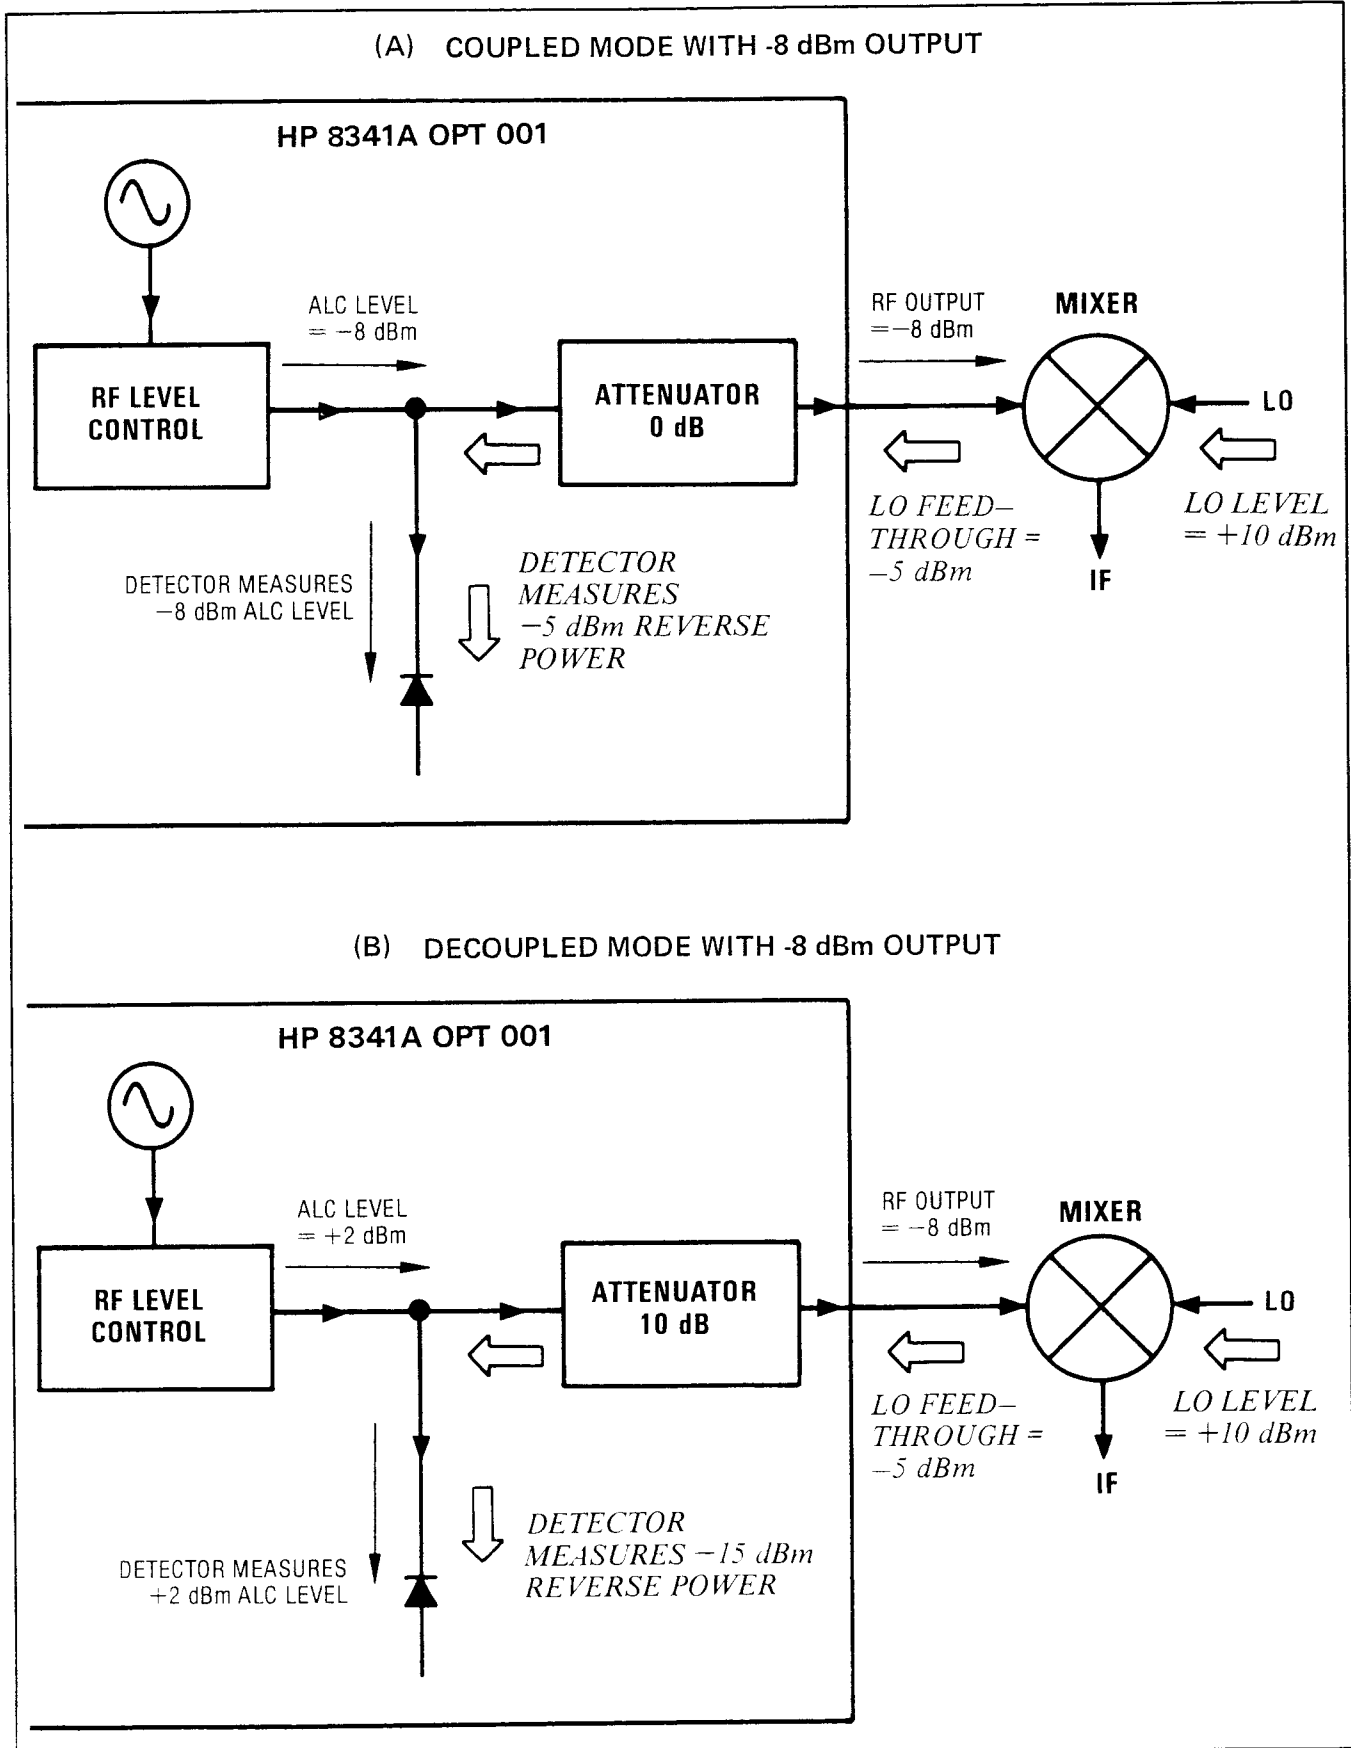 (A) COUPLED MODE WITH -8 dBm OUTPUT
HP 8341A OPT 001
ALC LEVEL
= −8 dBm
RF OUTPUT
=−8 dBm
MIXER
RF LEVEL
CONTROL
ATTENUATOR
0 dB
LO
LO FEED–
THROUGH =
−5 dBm
LO LEVEL
= +10 dBm
IF
DETECTOR MEASURES
−8 dBm ALC LEVEL
DETECTOR
MEASURES
−5 dBm REVERSE
POWER
(B) DECOUPLED MODE WITH -8 dBm OUTPUT
HP 8341A OPT 001
ALC LEVEL
= +2 dBm
RF OUTPUT
= −8 dBm
MIXER
RF LEVEL
CONTROL
ATTENUATOR
10 dB
LO
LO FEED–
THROUGH =
−5 dBm
LO LEVEL
= +10 dBm
IF
DETECTOR MEASURES
+2 dBm ALC LEVEL
DETECTOR
MEASURES −15 dBm
REVERSE POWER